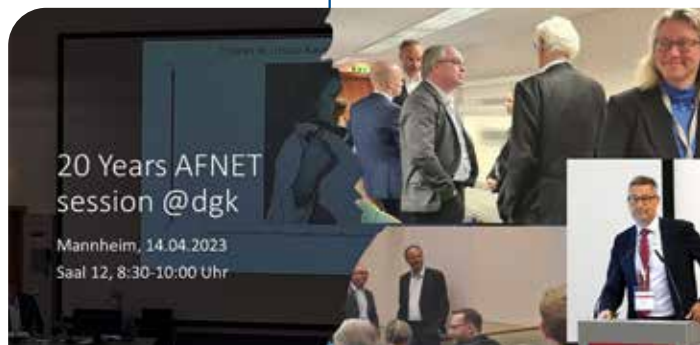 20 Years AFNET
session @dgk
Mannheim, 14.04.2023
Saal 12, 8:30-10:00 Uhr